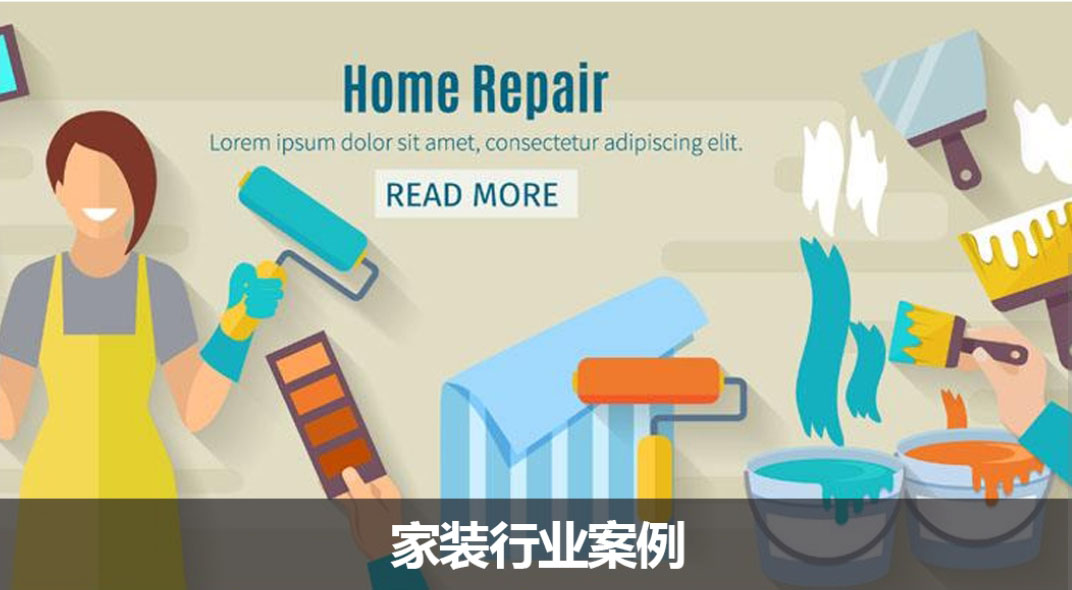 Home Repair
Lorem ipsum dolor sit amet, consectetur adipiscing elit.
READ MORE
家装行业案例